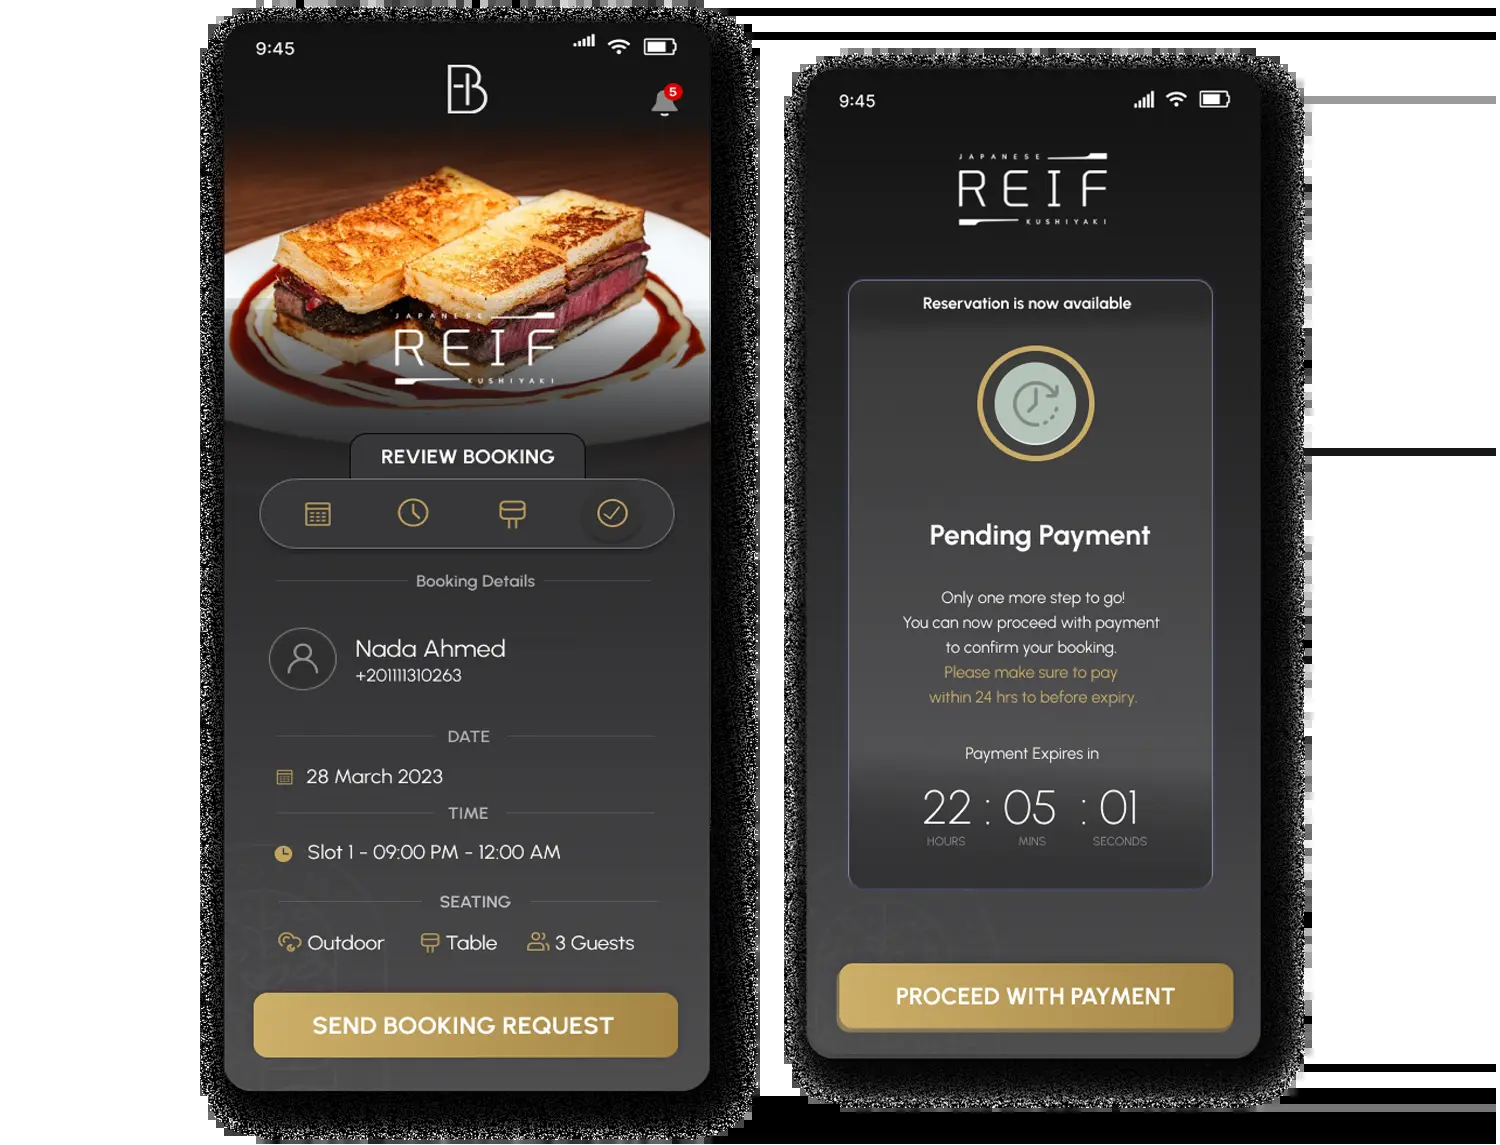 9:45
B
5
JAPANESE
REIF
KUSHIYAKI
REVIEW BOOKING
Booking Details
Nada Ahmed
+201111310263
DATE
28 March 2023
TIME
Slot 1 - 09:00 PM - 12:00 AM
SEATING
Outdoor
Table
3 Guests
SEND BOOKING REQUEST
9:45
JAPANESE
REIF
KUSHIYAKI
Reservation is now available
Pending Payment
Only one more step to go!
You can now proceed with payment
to confirm your booking.
Please make sure to pay
within 24 hrs to before expiry.
Payment Expires in
22 : 05 : 01
HOURS MINS SECONDS
PROCEED WITH PAYMENT